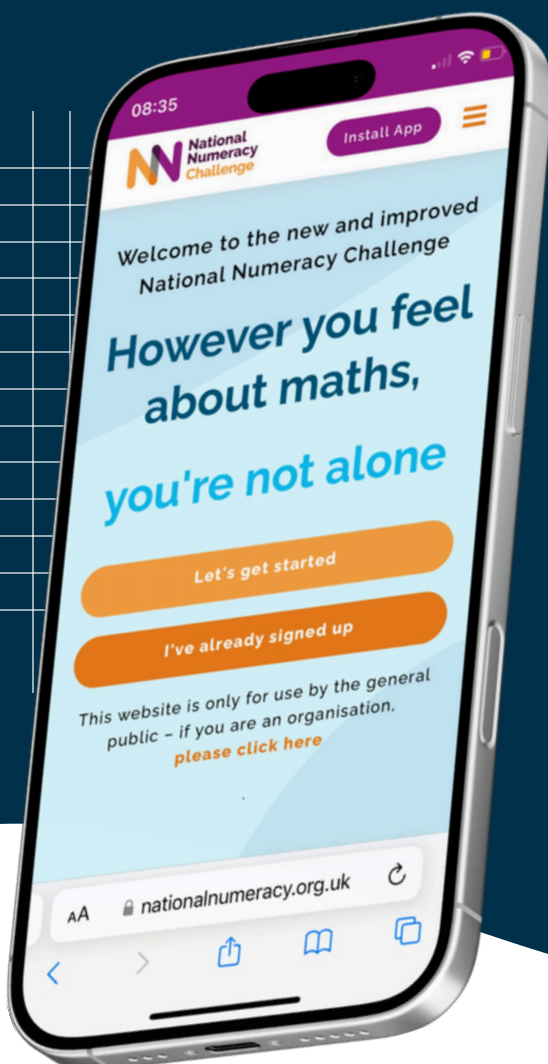 08:35
National
Numeracy
Challenge
Install App
Welcome to the new and improved
National Numeracy Challenge
However you feel
about maths,
you're not alone
Let's get started
I've already signed up
This website is only for use by the general
public – if you are an organisation,
please click here
AA nationalnumeracy.org.uk